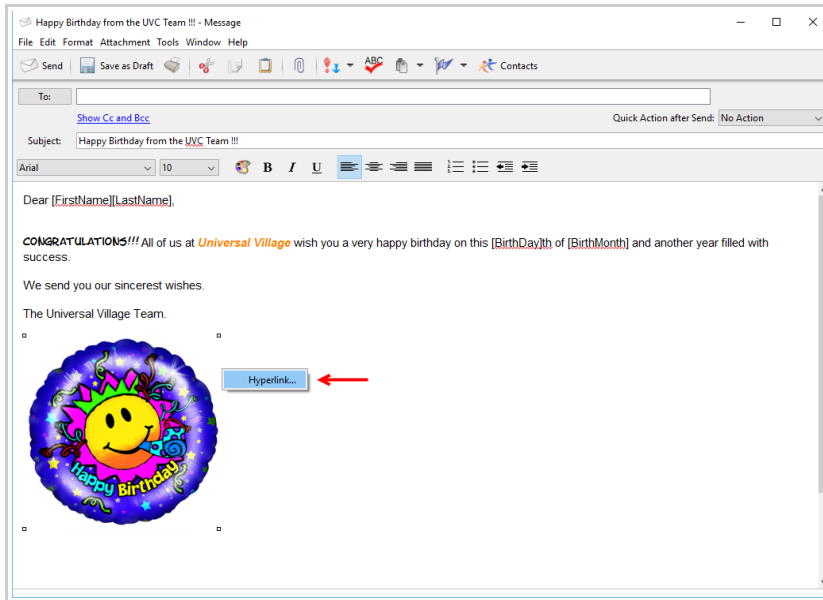 Happy Birthday from the UVC Team !!! - Message
File Edit Format Attachment Tools Window Help
Send Save as Draft ABC Contacts
To:
Show Cc and Bcc Quick Action after Send: No Action
Subject: Happy Birthday from the UVC Team !!!
Arial 10 B I U
Dear [FirstName][LastName],
CONGRATULATIONS!!! All of us at Universal Village wish you a very happy birthday on this [BirthDay]th of [BirthMonth] and another year filled with
success.
We send you our sincerest wishes.
The Universal Village Team.
Hyperlink...
Happy Birthday